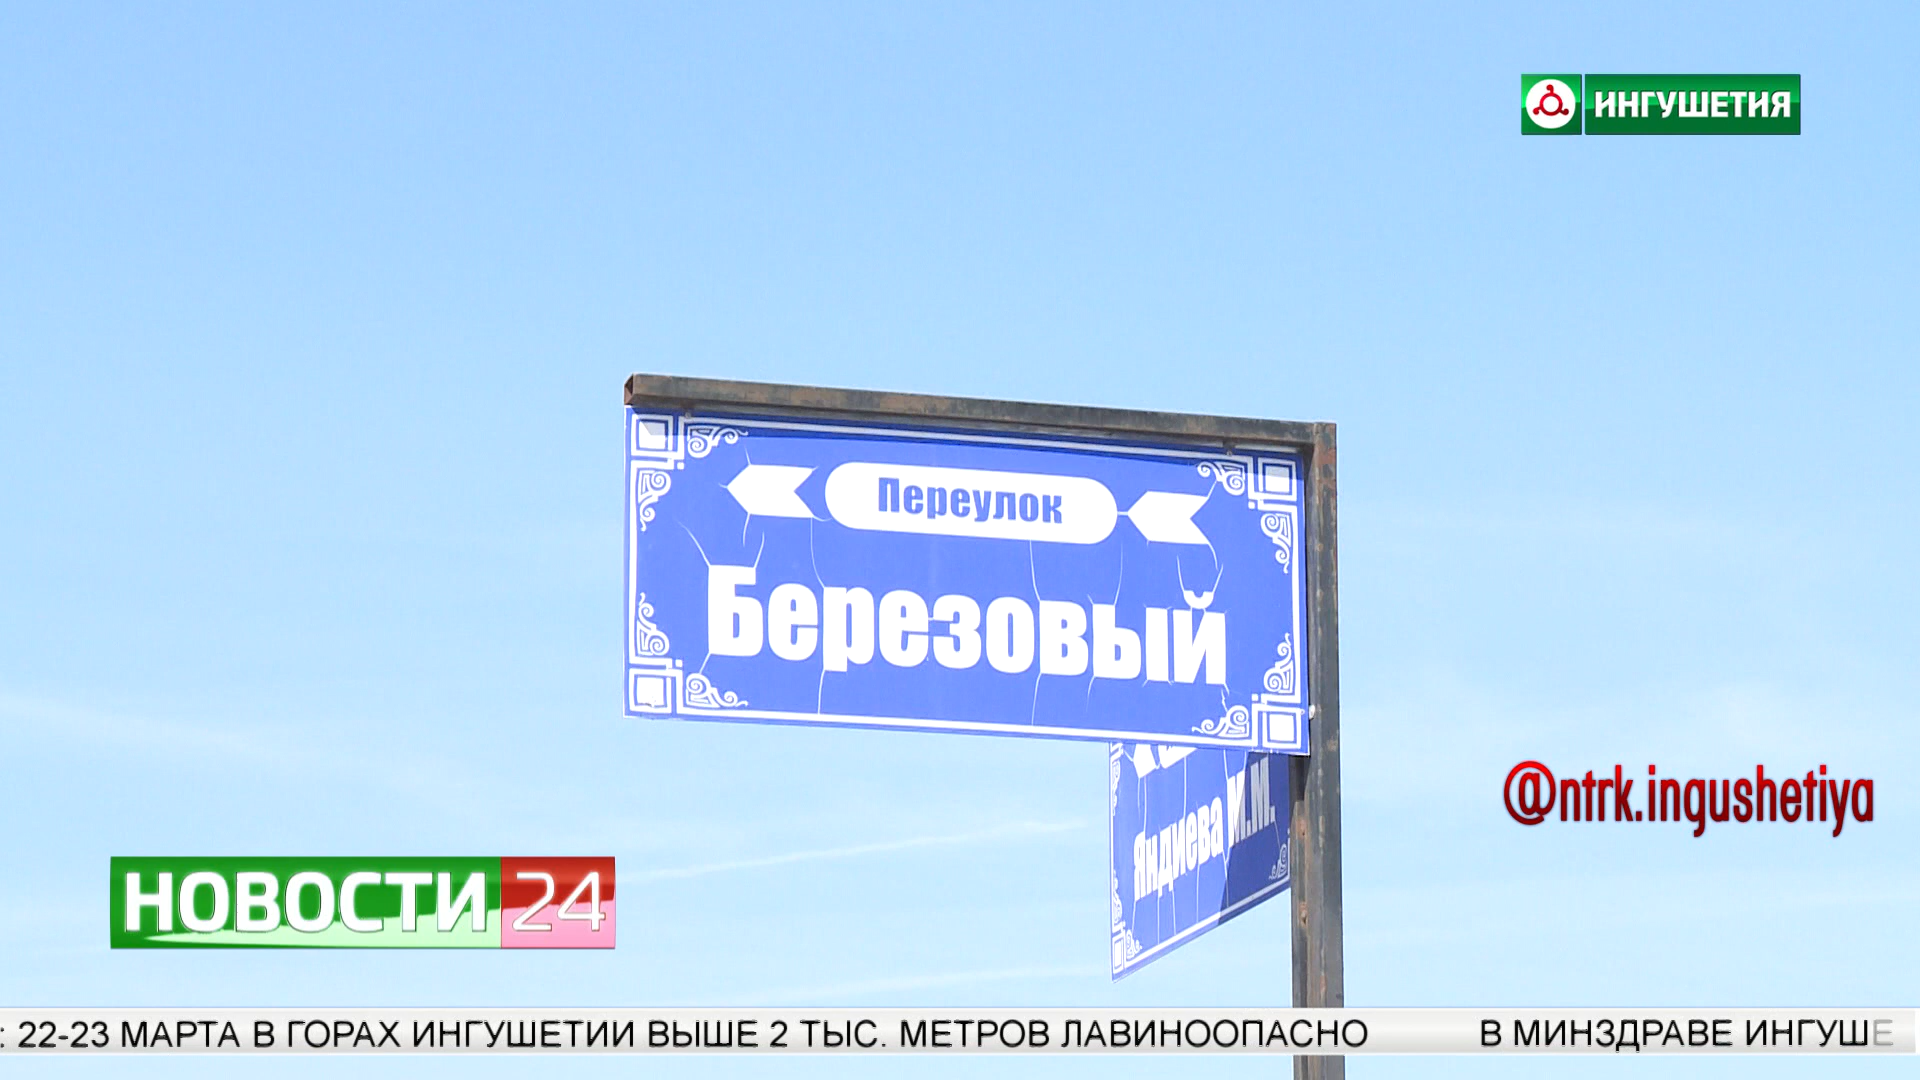 ИНГУШЕТИЯ
Переулок
Березовый
Яндиева М.М.
@ntrk.ingushetiya
НОВОСТИ 24
: 22-23 МАРТА В ГОРАХ ИНГУШЕТИИ ВЫШЕ 2 ТЫС. МЕТРОВ ЛАВИНООПАСНО В МИНЗДРАВЕ ИНГУШЕ